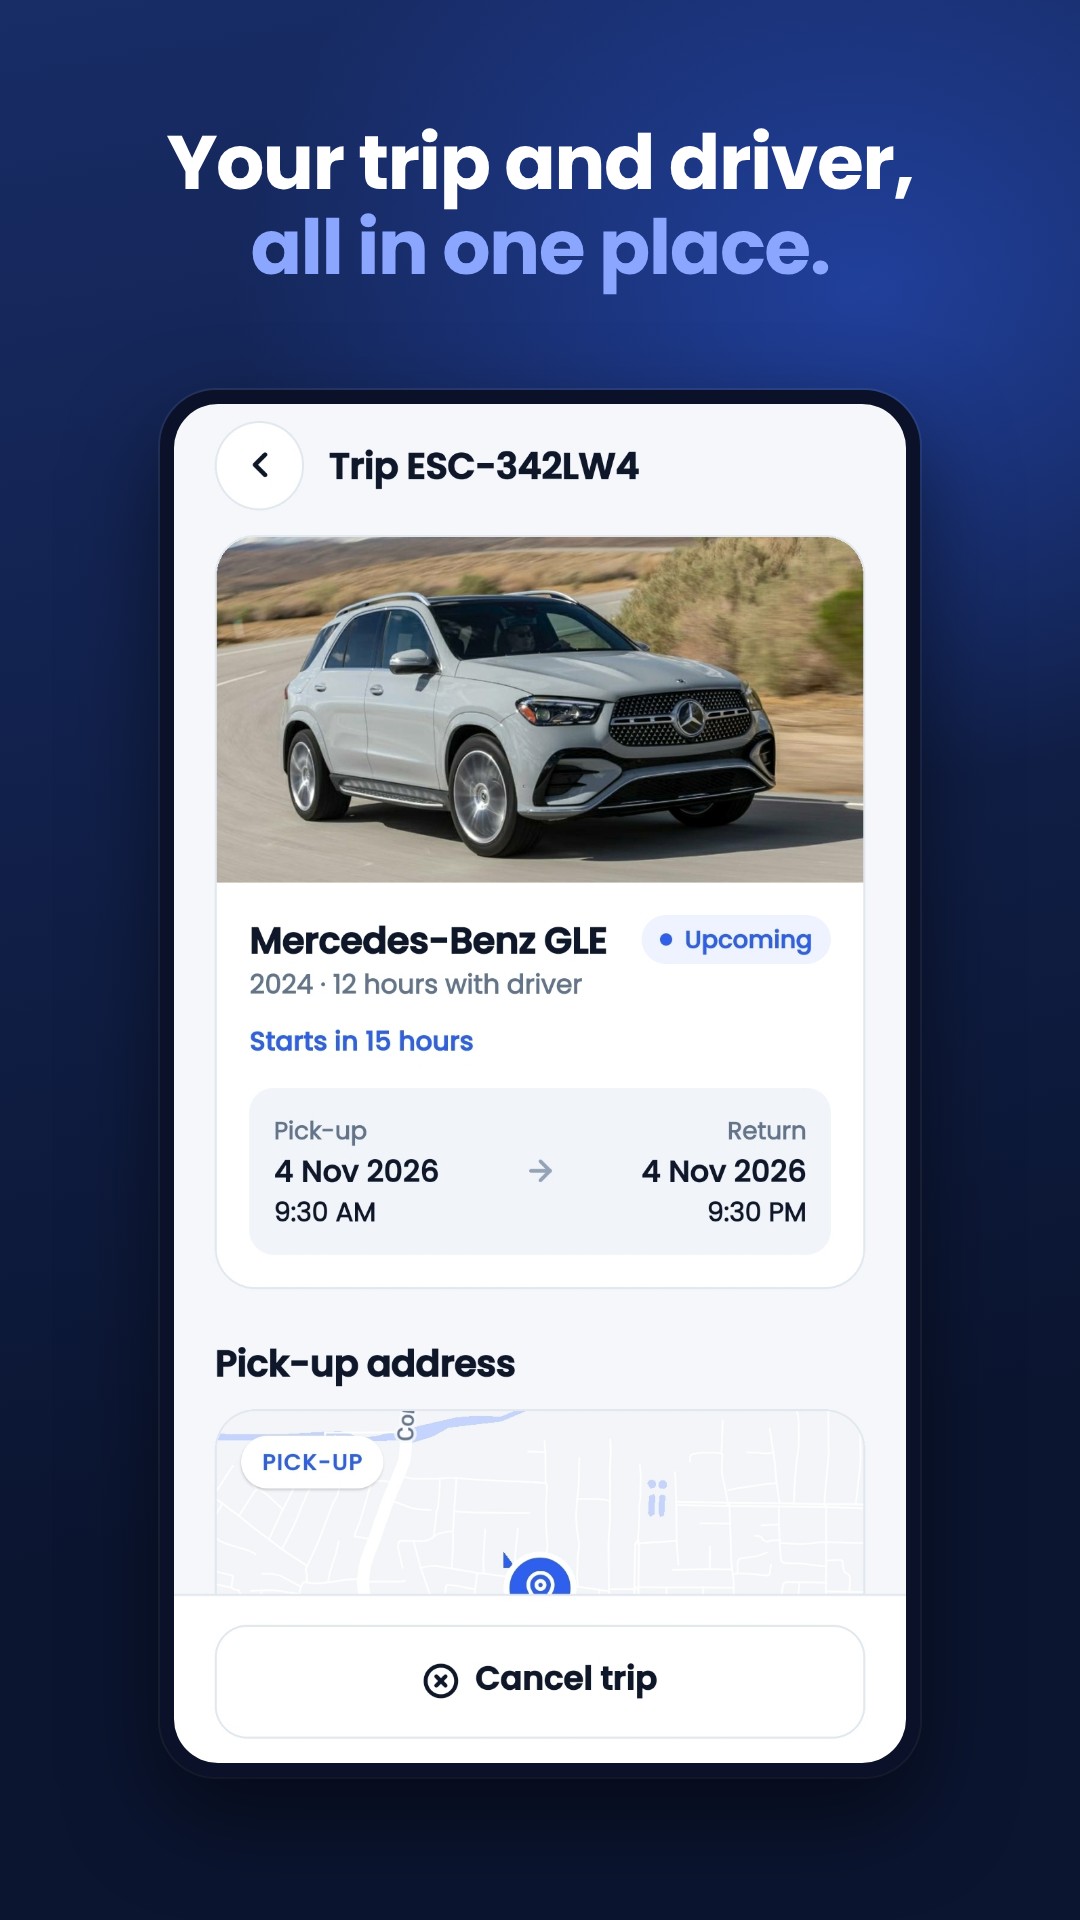 Your trip and driver,
all in one place.
Trip ESC-342LW4
Mercedes-Benz GLE
Upcoming
2024 · 12 hours with driver
Starts in 15 hours
Pick-up
Return
4 Nov 2026
4 Nov 2026
9:30 AM
9:30 PM
Pick-up address
PICK-UP
Cancel trip